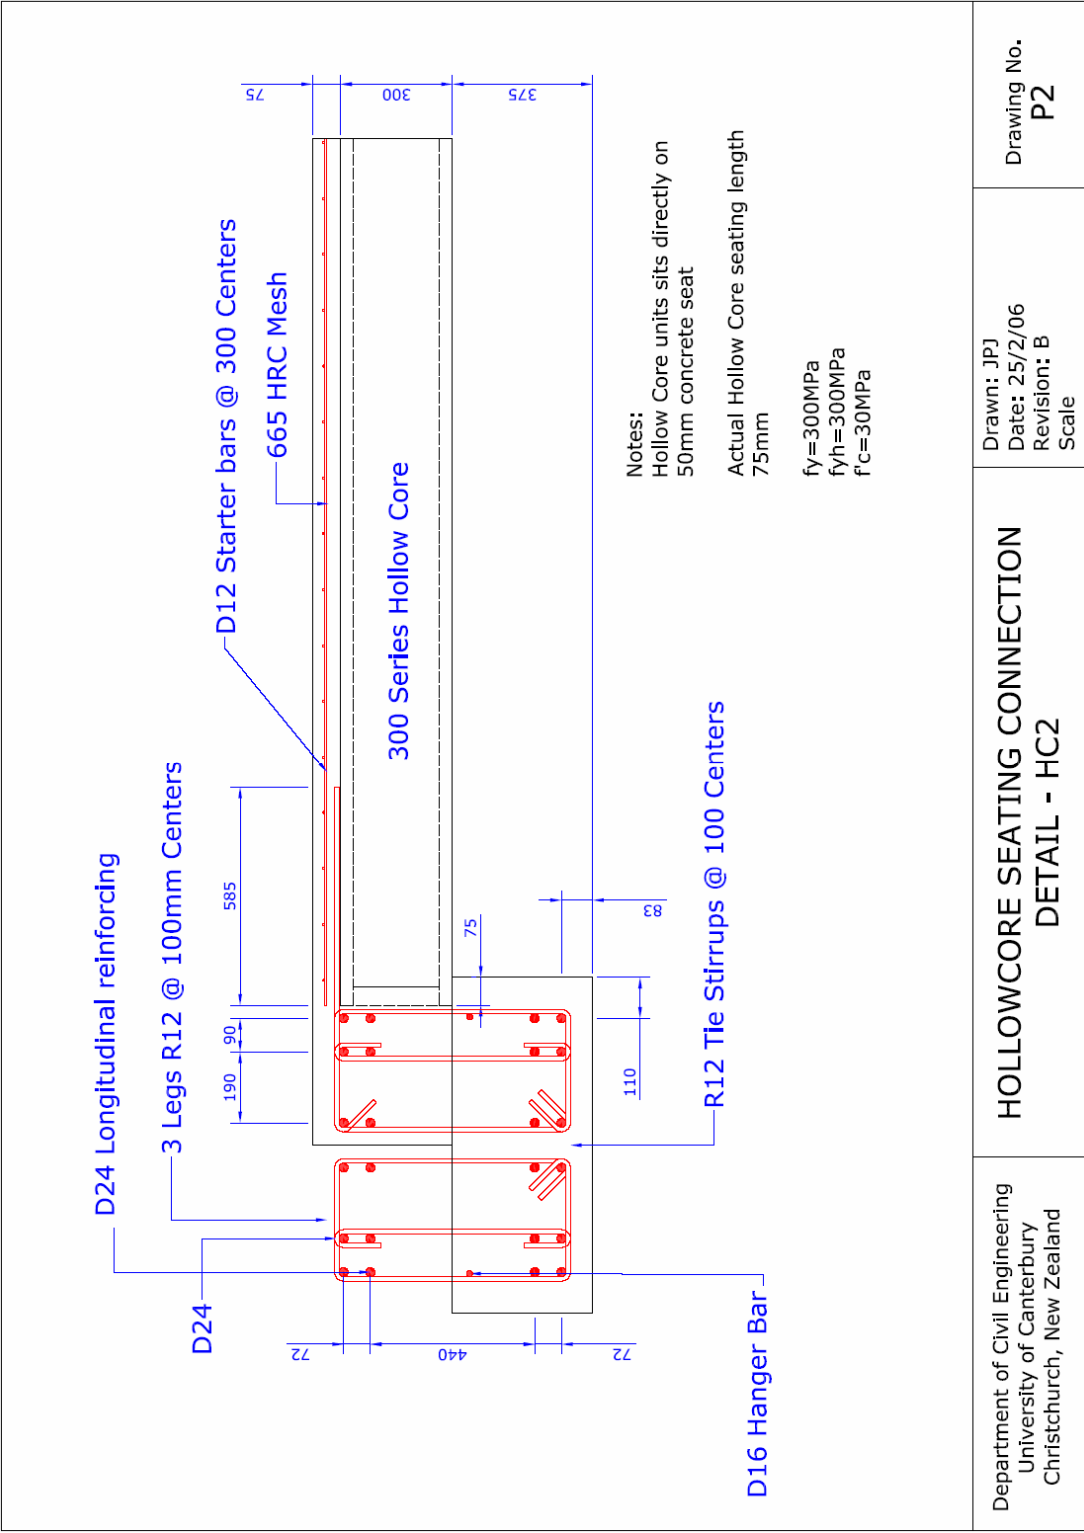 D24 Longitudinal reinforcing
3 Legs R12 @ 100mm Centers
D24
D12 Starter bars @ 300 Centers
665 HRC Mesh
190
90
585
75
300
375
300 Series Hollow Core
72
440
72
75
83
110
D16 Hanger Bar
R12 Tie Stirrups @ 100 Centers
Notes:
Hollow Core units sits directly on
50mm concrete seat
Actual Hollow Core seating length
75mm
fy=300MPa
fyh=300MPa
f'c=30MPa
Department of Civil Engineering
University of Canterbury
Christchurch, New Zealand
HOLLOWCORE SEATING CONNECTION
DETAIL - HC2
Drawn: JPJ
Date: 25/2/06
Revision: B
Scale
Drawing No.
P2